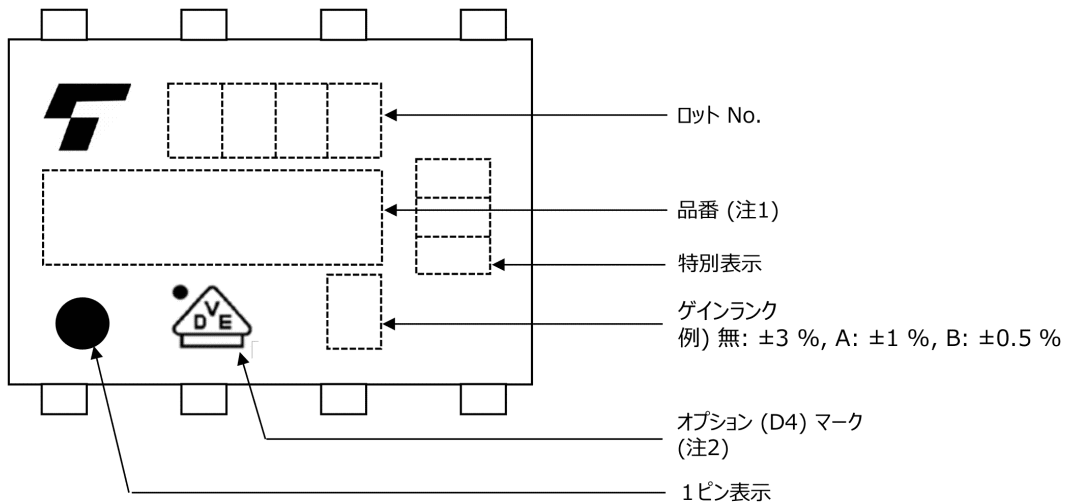 ロット No.
品番 (注1)
特別表示
ゲインランク
例) 無: ±3 %, A: ±1 %, B: ±0.5 %
V
D E
オプション (D4) マーク
(注2)
1ピン表示